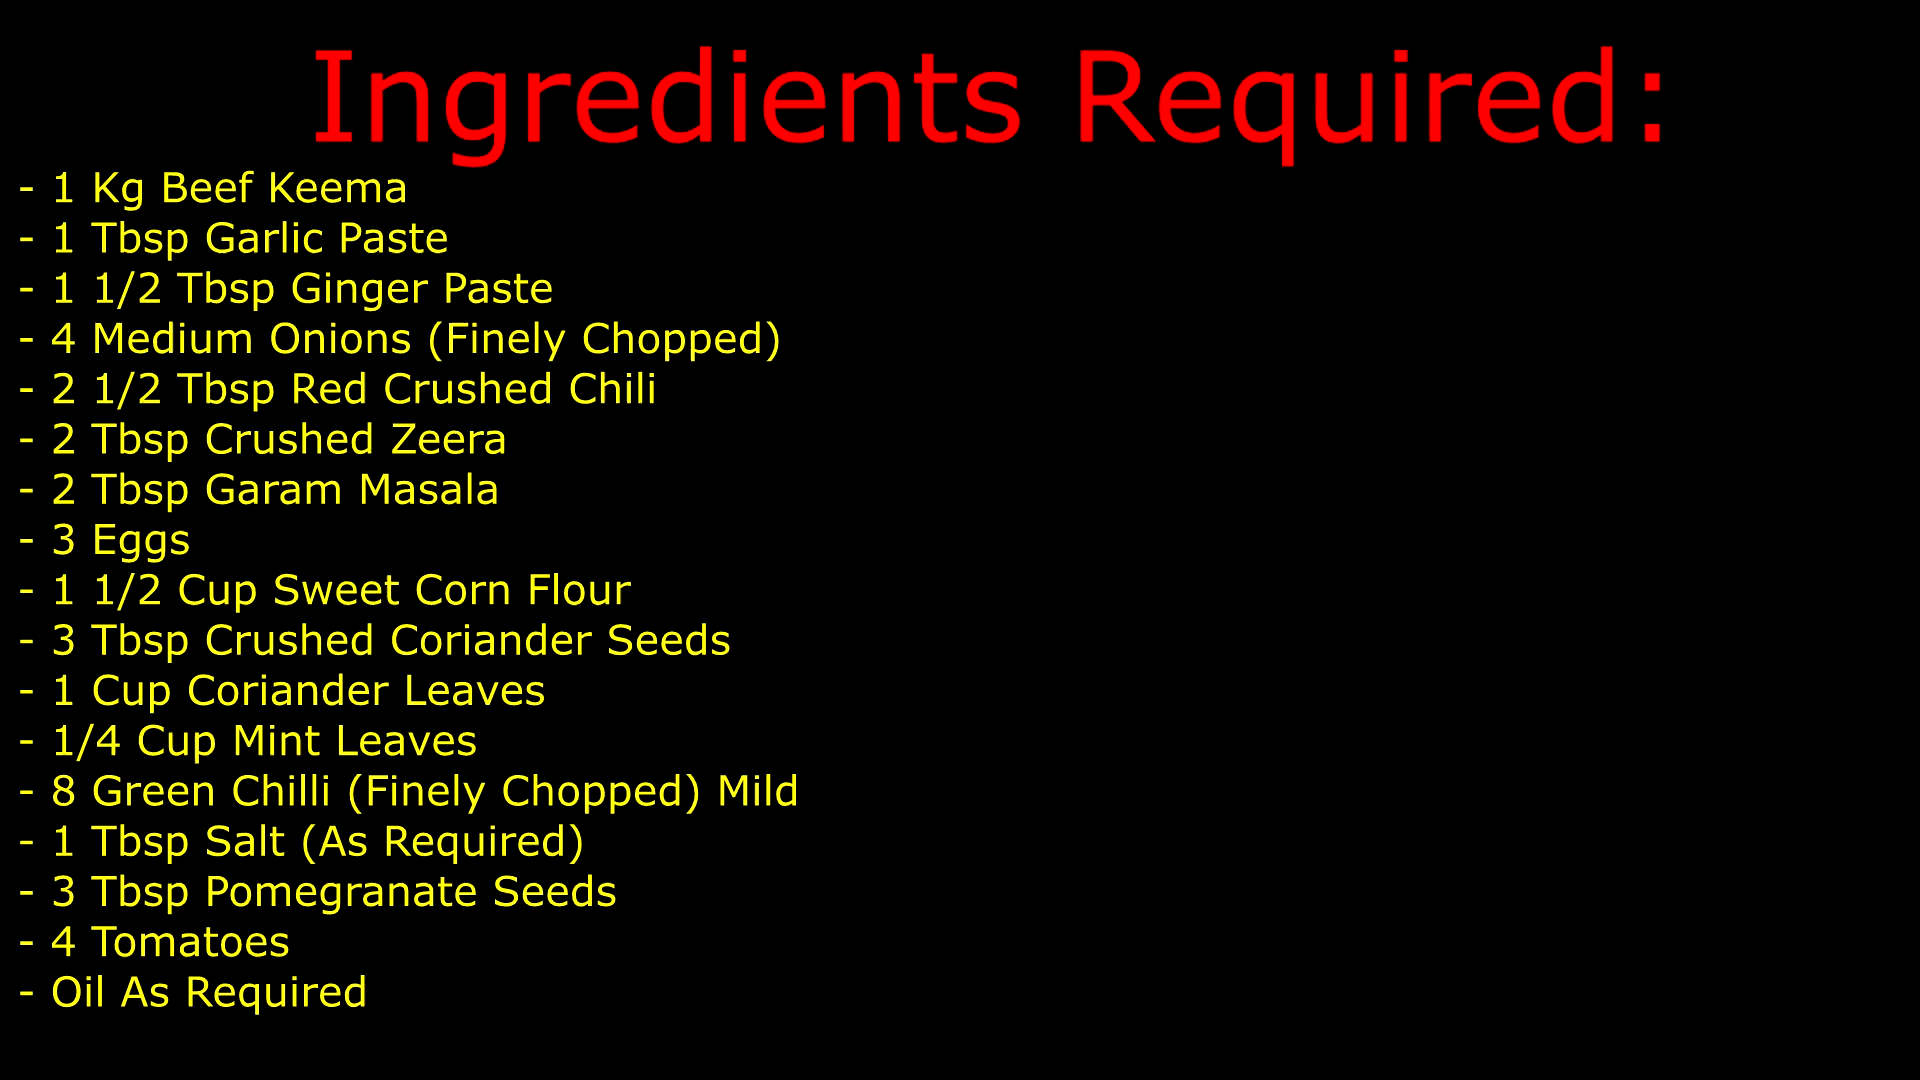 Ingredients Required:
- 1 Kg Beef Keema
- 1 Tbsp Garlic Paste
- 1 1/2 Tbsp Ginger Paste
- 4 Medium Onions (Finely Chopped)
- 2 1/2 Tbsp Red Crushed Chili
- 2 Tbsp Crushed Zeera
- 2 Tbsp Garam Masala
- 3 Eggs
- 1 1/2 Cup Sweet Corn Flour
- 3 Tbsp Crushed Coriander Seeds
- 1 Cup Coriander Leaves
- 1/4 Cup Mint Leaves
- 8 Green Chilli (Finely Chopped) Mild
- 1 Tbsp Salt (As Required)
- 3 Tbsp Pomegranate Seeds
- 4 Tomatoes
- Oil As Required